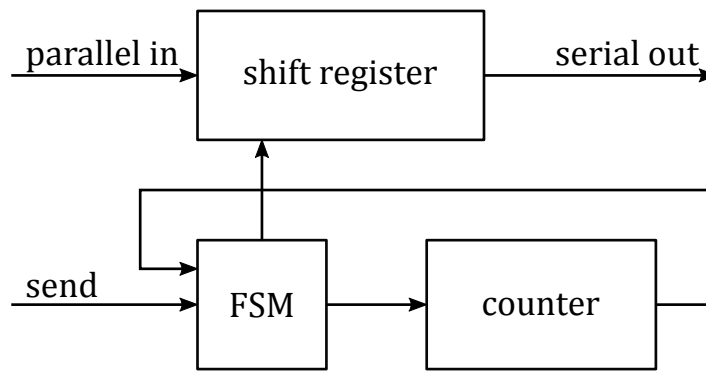 parallel in
shift register
serial out
send
FSM
counter